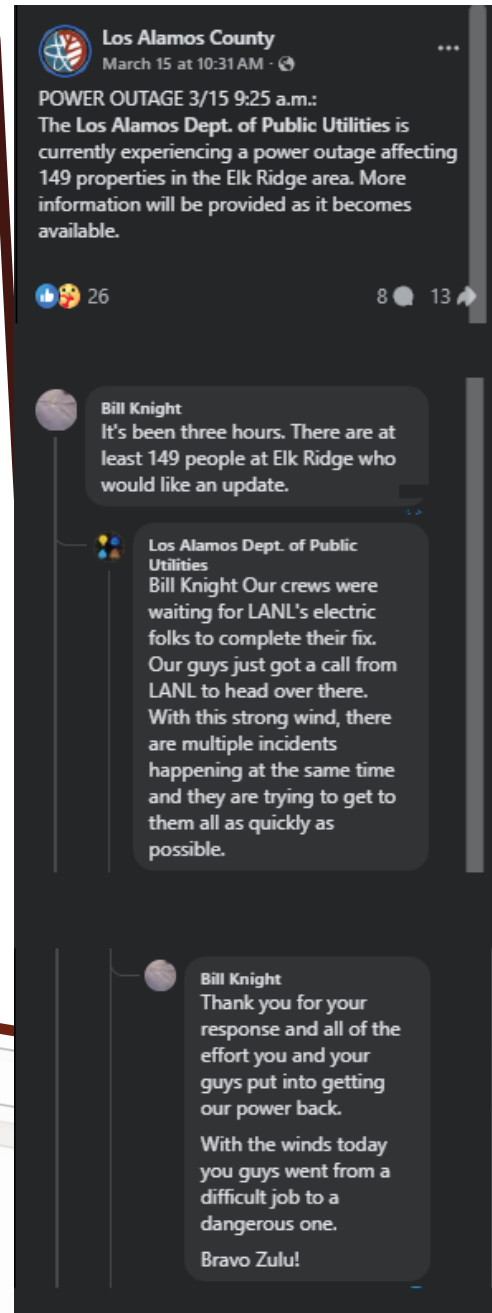 Los Alamos County
March 15 at 10:31 AM ·
POWER OUTAGE 3/15 9:25 a.m.:
The Los Alamos Dept. of Public Utilities is
currently experiencing a power outage affecting
149 properties in the Elk Ridge area. More
information will be provided as it becomes
available.
26
8
13
Bill Knight
It's been three hours. There are at
least 149 people at Elk Ridge who
would like an update.
Los Alamos Dept. of Public
Utilities
Bill Knight Our crews were
waiting for LANL's electric
folks to complete their fix.
Our guys just got a call from
LANL to head over there.
With this strong wind, there
are multiple incidents
happening at the same time
and they are trying to get to
them all as quickly as
possible.
Bill Knight
Thank you for your
response and all of the
effort you and your
guys put into getting
our power back.
With the winds today
you guys went from a
difficult job to a
dangerous one.
Bravo Zulu!